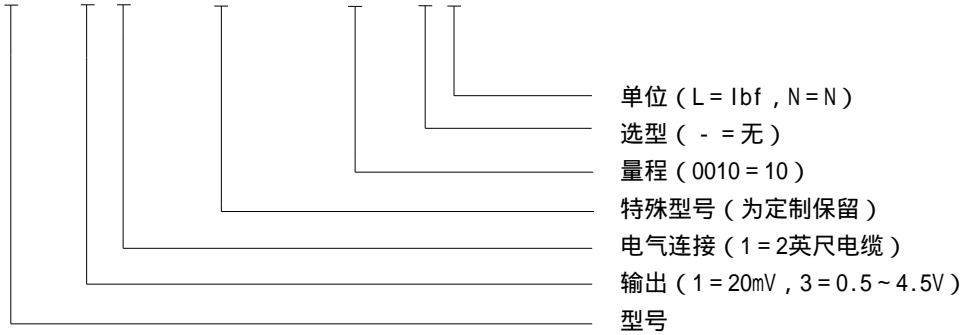 单位（L=lbf，N=N）
选型（ - =无）
量程（0010=10）
特殊型号（为定制保留）
电气连接（1=2英尺电缆）
输出（1=20mV，3=0.5~4.5V）
型号